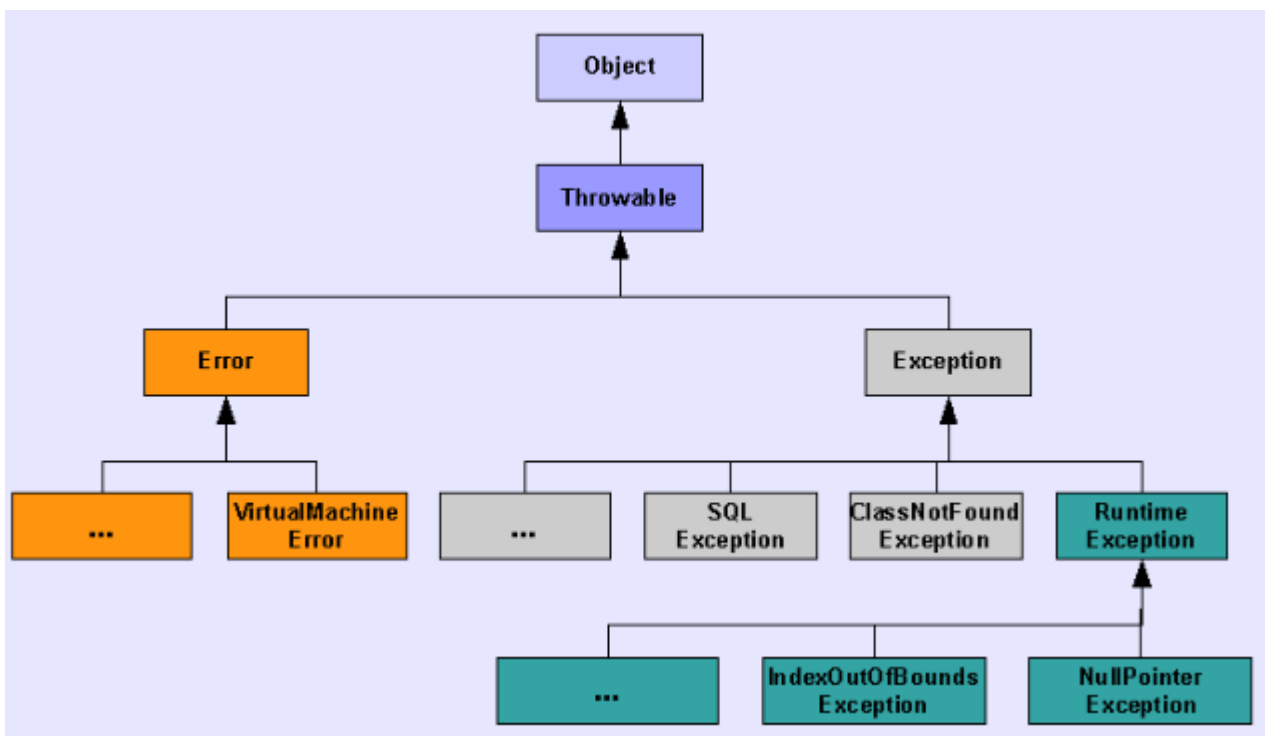 Object
Throwable
Error
Exception
...
VirtualMachine
Error
...
SQL
Exception
ClassNotFound
Exception
Runtime
Exception
...
IndexOutOfBounds
Exception
NullPointer
Exception